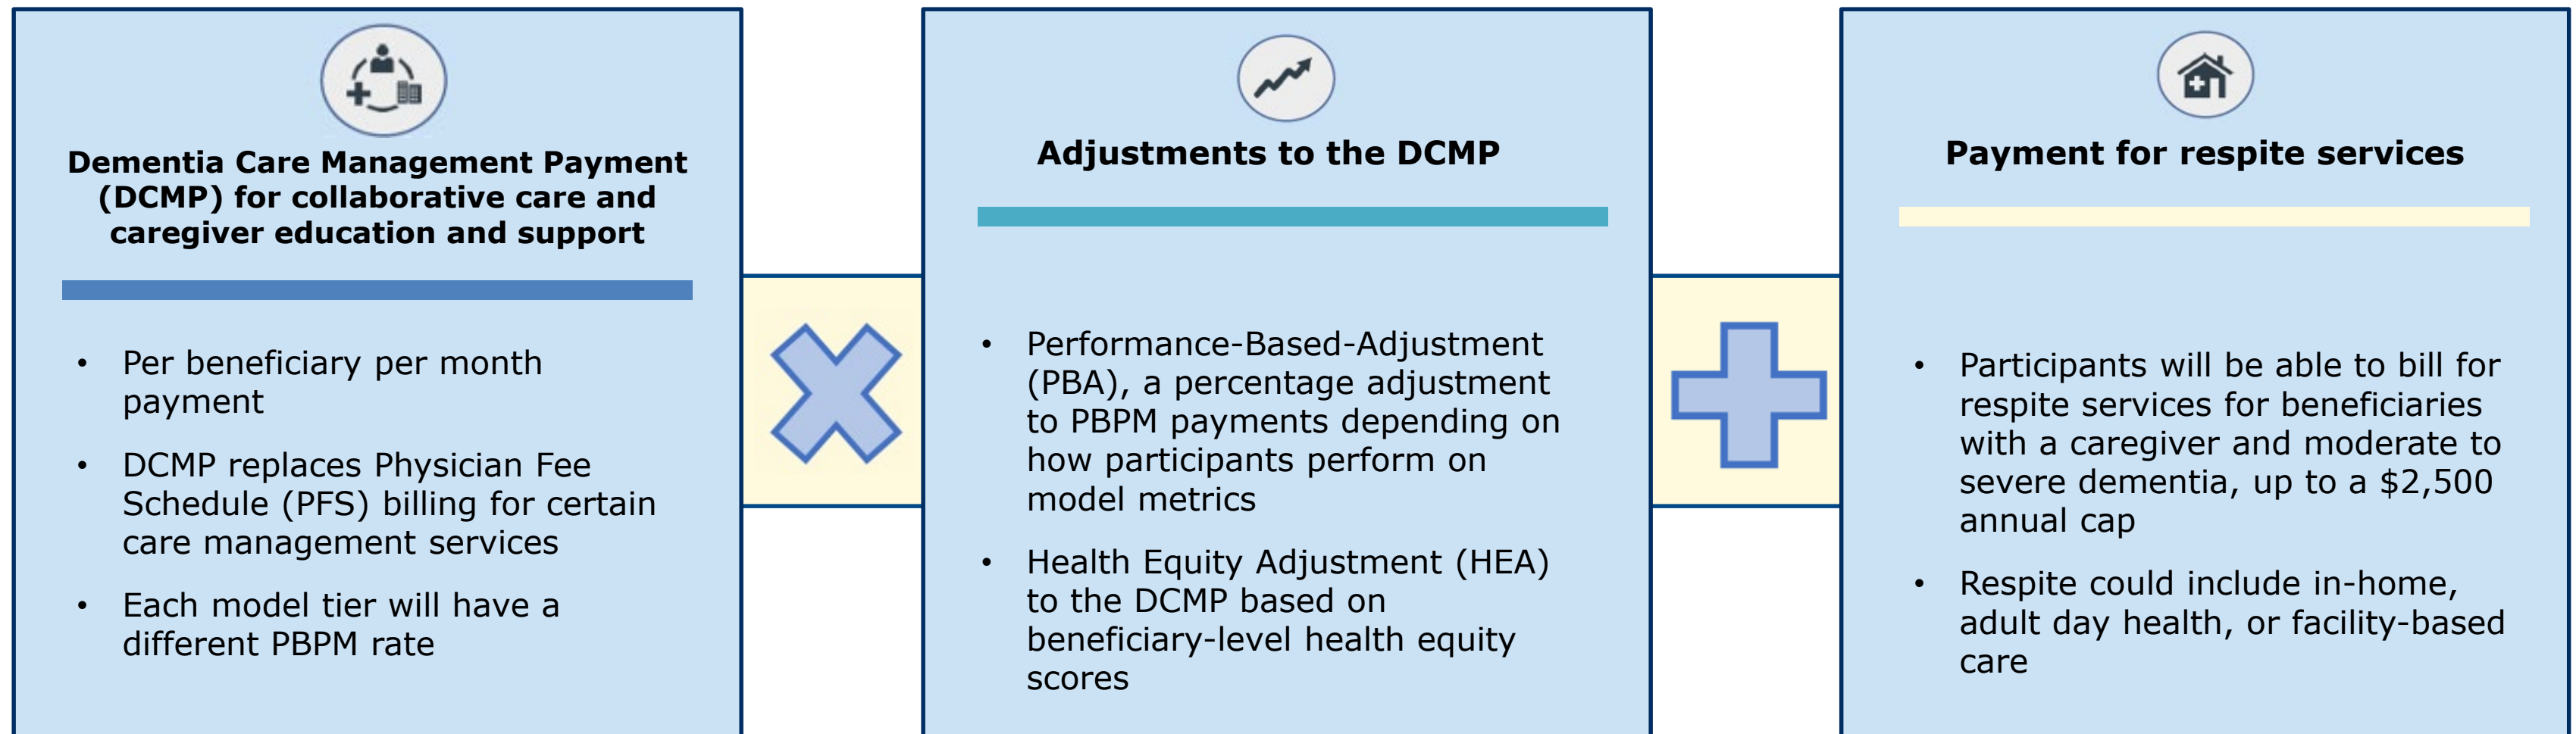 Dementia Care Management Payment
(DCMP) for collaborative care and
caregiver education and support
• Per beneficiary per month
payment
• DCMP replaces Physician Fee
Schedule (PFS) billing for certain
care management services
• Each model tier will have a
different PBPM rate
Adjustments to the DCMP
• Performance-Based-Adjustment
(PBA), a percentage adjustment
to PBPM payments depending on
how participants perform on
model metrics
• Health Equity Adjustment (HEA)
to the DCMP based on
beneficiary-level health equity
scores
Payment for respite services
• Participants will be able to bill for
respite services for beneficiaries
with a caregiver and moderate to
severe dementia, up to a $2,500
annual cap
• Respite could include in-home,
adult day health, or facility-based
care